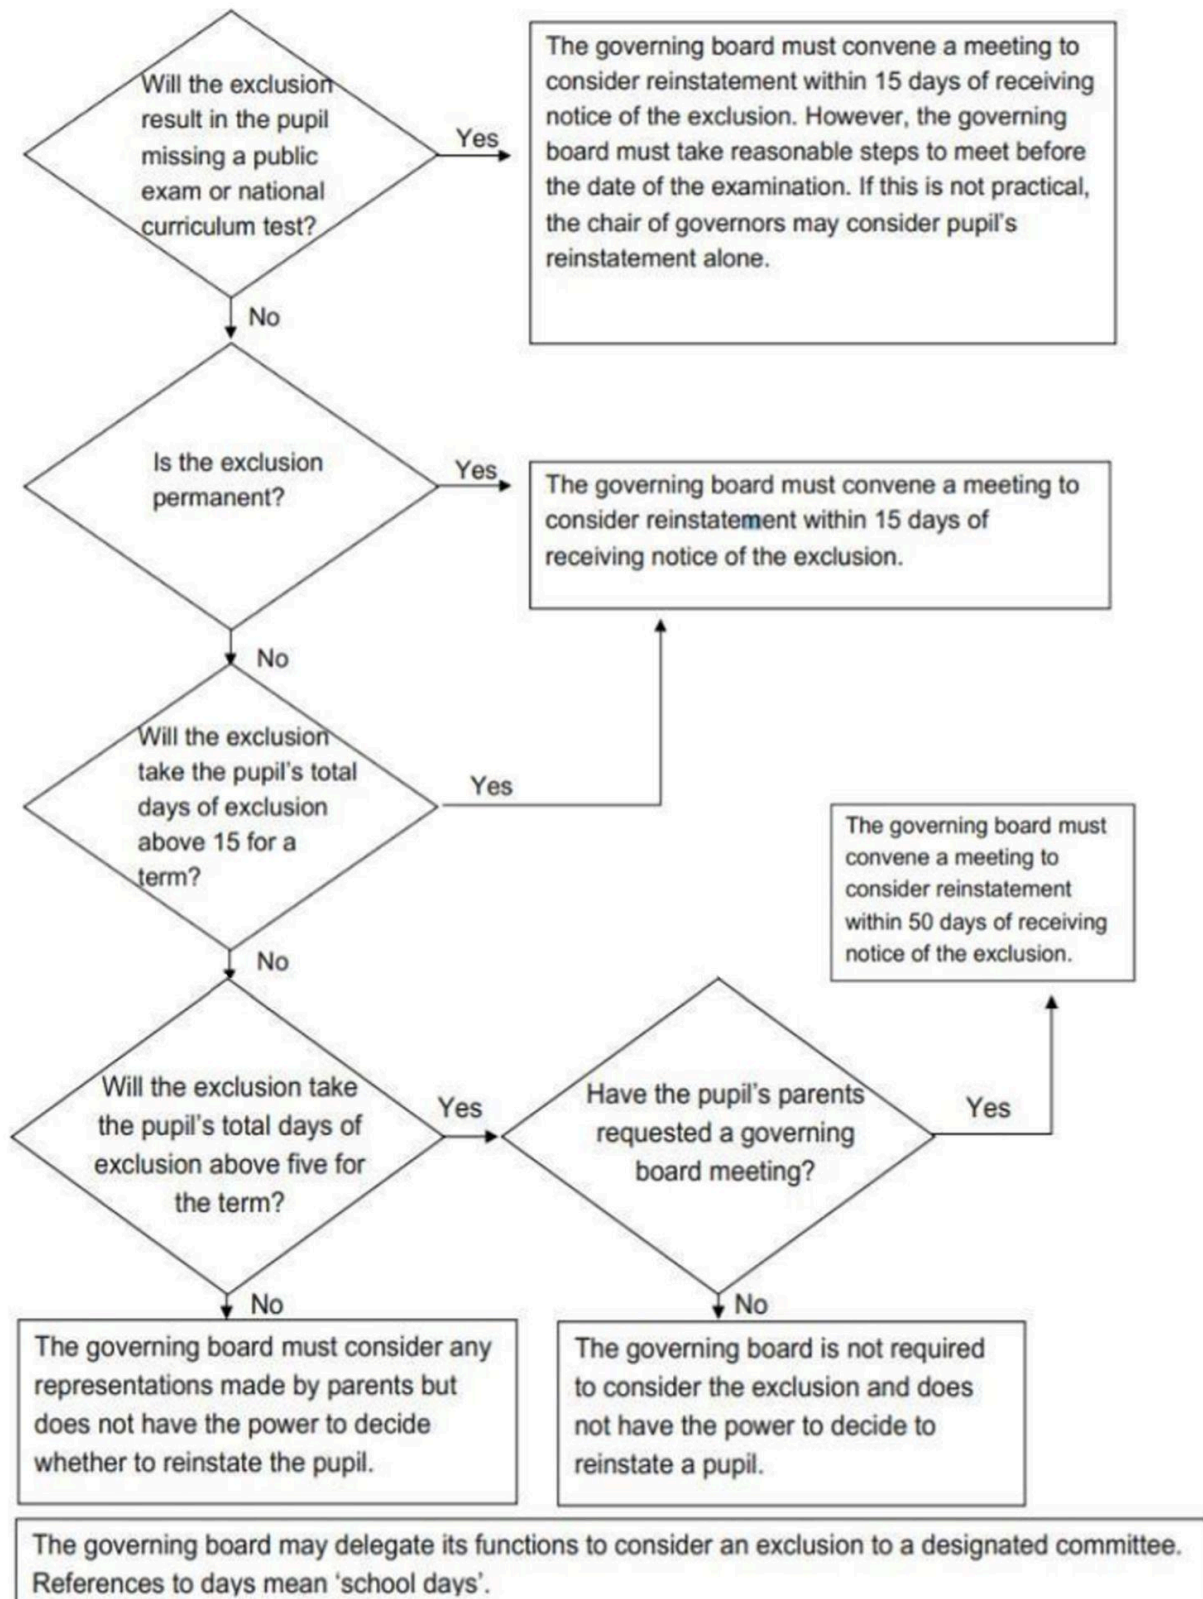 Will the exclusion
result in the pupil
missing a public
exam or national
curriculum test?
Yes
The governing board must convene a meeting to
consider reinstatement within 15 days of receiving
notice of the exclusion. However, the governing
board must take reasonable steps to meet before
the date of the examination. If this is not practical,
the chair of governors may consider pupil's
reinstatement alone.
No
Is the exclusion
permanent?
Yes
The governing board must convene a meeting to
consider reinstatement within 15 days of
receiving notice of the exclusion.
No
Will the exclusion
take the pupil's total
days of exclusion
above 15 for a
term?
Yes
The governing board must
convene a meeting to
consider reinstatement
within 50 days of receiving
notice of the exclusion.
No
Will the exclusion take
the pupil's total days of
exclusion above five for
the term?
Yes
Have the pupil's parents
requested a governing
board meeting?
Yes
No
The governing board must consider any
representations made by parents but
does not have the power to decide
whether to reinstate the pupil.
No
The governing board is not required
to consider the exclusion and does
not have the power to decide to
reinstate a pupil.
The governing board may delegate its functions to consider an exclusion to a designated committee.
References to days mean 'school days'.